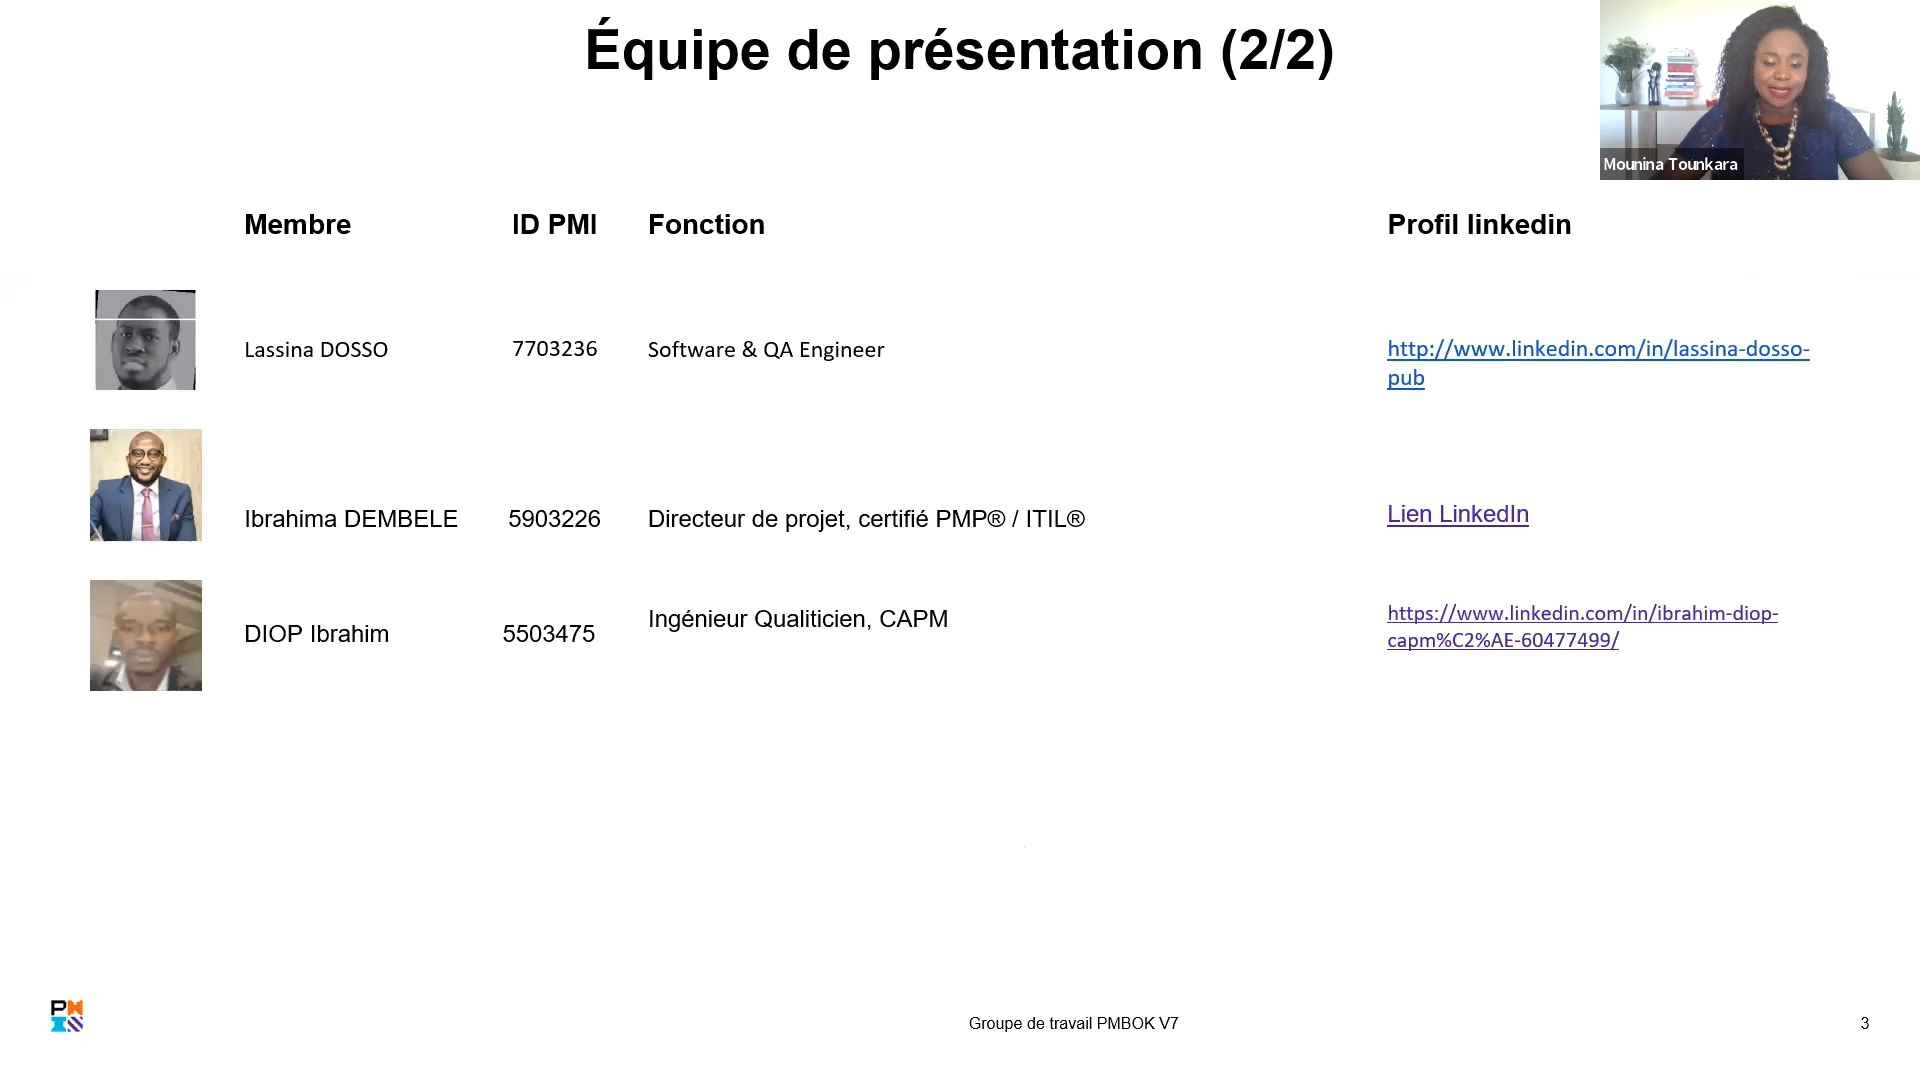 Équipe de présentation (2/2)
Mounina Tounkara
Membre ID PMI Fonction Profil linkedin
Lassina DOSSO 7703236 Software & QA Engineer http://www.linkedin.com/in/lassina-dosso-
pub
Ibrahima DEMBELE 5903226 Directeur de projet, certifié PMP® / ITIL® Lien LinkedIn
DIOP Ibrahim 5503475 Ingénieur Qualiticien, CAPM https://www.linkedin.com/in/ibrahim-diop-
capm%C2%AE-60477499/
Groupe de travail PMBOK V7 3